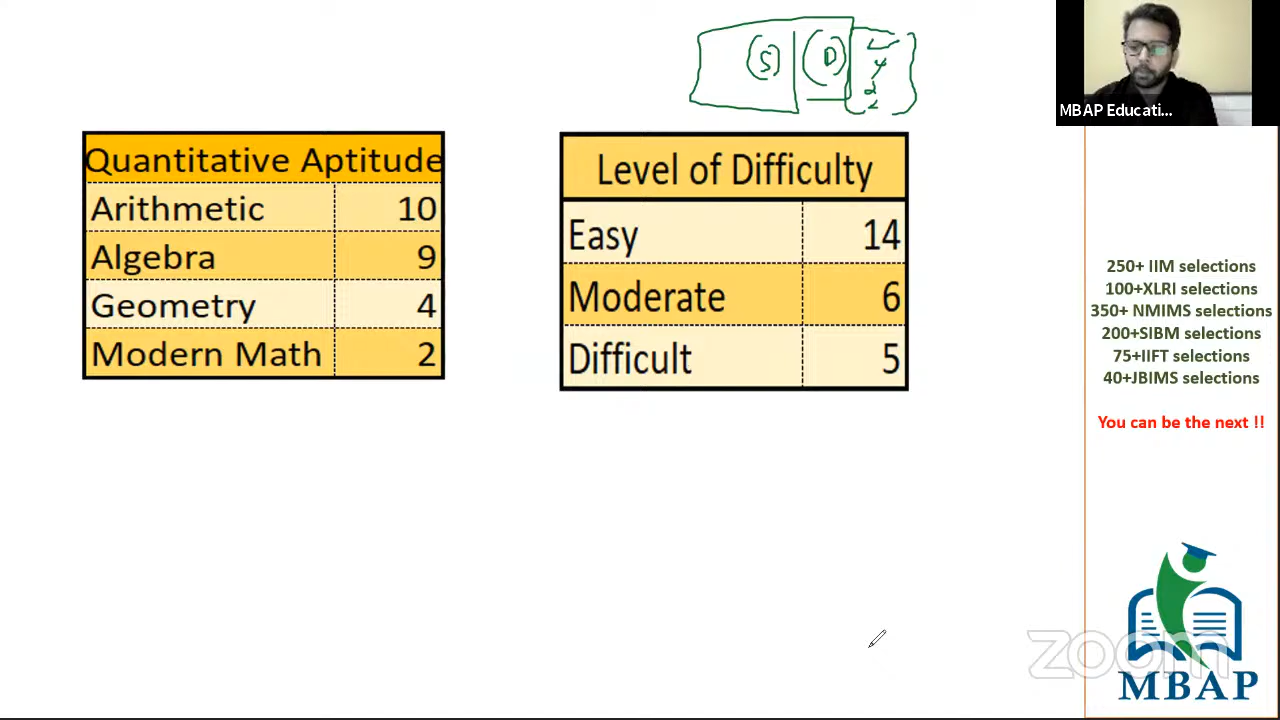 S D
MBAP Educati...
Quantitative Aptitude
Arithmetic 10
Algebra 9
Geometry 4
Modern Math 2
Level of Difficulty
Easy 14
Moderate 6
Difficult 5
250+ IIM selections
100+XLRI selections
350+ NMIMS selections
200+SIBM selections
75+IIFT selections
40+JBIMS selections
You can be the next !!
zoom
MBAP